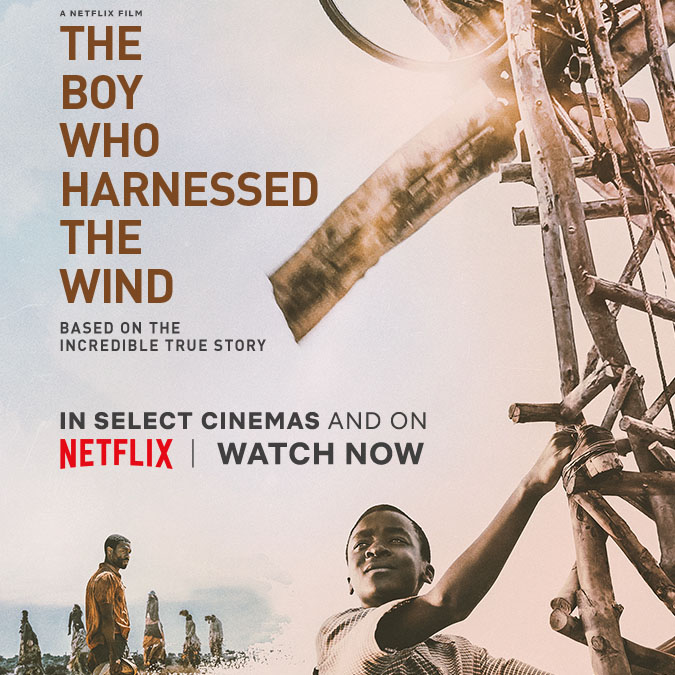 A NETFLIX FILM
THE
BOY
WHO
HARNESSED
THE
WIND
BASED ON THE
INCREDIBLE TRUE STORY
IN SELECT CINEMAS AND ON
NETFLIX | WATCH NOW